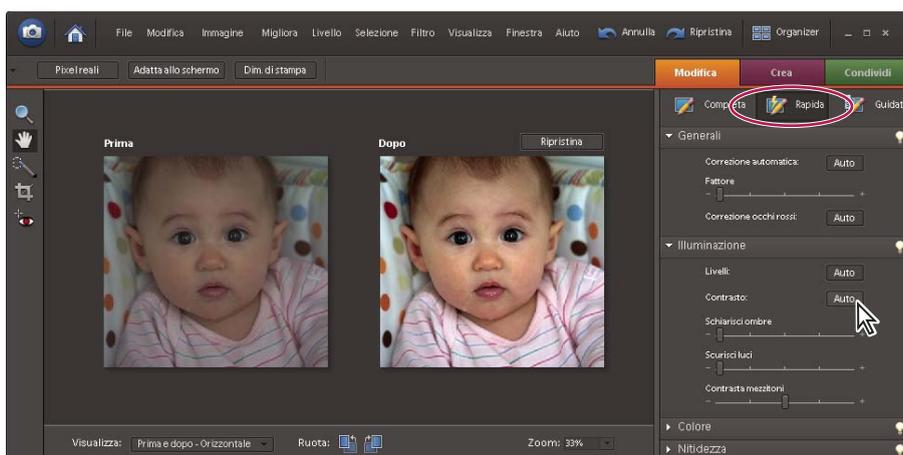 File Modifica Immagine Migliora Livello Selezione Filtro Visualizza Finestra Aiuto Annulla Ripristina Organizer
Pixel reali Adatta allo schermo Dim. di stampa Modifica Crea Condividi
Completa Rapida Guidat
Prima Dopo Ripristina
Generali
Correzione automatica: Auto
Fattore
Correzione occhi rossi: Auto
Illuminazione
Livelli: Auto
Contrasto: Auto
Schiarisci ombre
Scurisci luci
Contrasta mezzitoni
Colore
Visualizza: Prima e dopo - Orizzontale Ruota: Zoom: 33%
Nitidezza